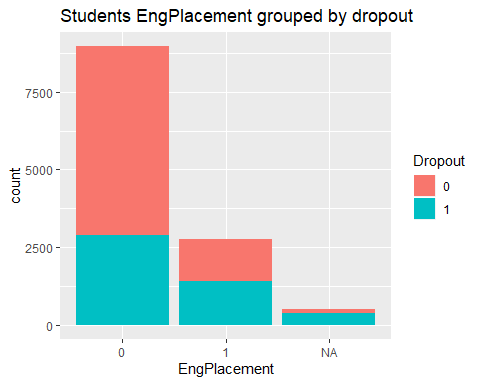 Students EngPlacement grouped by dropout
7500
5000
2500
0
count
0
1
NA
EngPlacement
Dropout
0
1